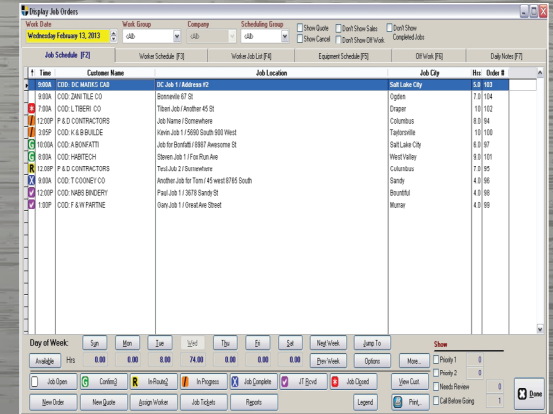 Display Job Orders
Work Date Work Group Company Scheduling Group
Wednesday February 13, 2013 <All> <All> <All>
Show Quote Don't Show Sales Don't Show
Show Cancel Don't Show Off Work Completed Jobs
Job Schedule [F2] Worker Schedule [F3] Worker Job List [F4] Equipment Schedule [F5] Off Work [F6] Daily Notes [F7]
! Time Customer Name Job Location Job City Hrs Order #
9:00A COD: DC MARKS CAB DC Job 1 / Address #2 Salt Lake City 5.0 103
9:00A COD: ZANI TILE CO Bonnevile 67 St Ogden 7.0 104
7:00A COD: L TIBERI CO Tiberi Job / Another 45 St Draper 10 102
12:00P P & D CONTRACTORS Job Name / Somewhere Columbus 8.0 94
3:05P COD: K & B BUILDE Kevin Job 1 / 5690 South 900 West Taylorsville 10 100
G 10:00A COD: A BONFATTI Job for Bonfatti / 8987 Awesome St Salt Lake City 6.0 97
G 8:00A COD: HABITECH Steven Job 1 / Fox Run Ave West Valley 9.0 101
R 12:08P P & D CONTRACTORS Test Job 2 / Somewhere Columbus 7.0 95
X 9:30A COD: T COONEY CO Another Job for Tom / 45 west 8765 South Sandy 4.0 96
12:00P COD: NABS BINDERY Paul Job 1 / 3678 Sandy St Bountiful 4.0 98
1:00P COD: F & W PARTNE Gary Job 1 / Great Ave Street Murray 4.0 99
Day of Week: Sun Mon Tue Wed Thu Fri Sat Next Week Jump To Show
Available Hrs 0.00 0.00 8.00 74.00 0.00 0.00 0.00 Prev Week Options More... Priority 1 0
Priority 2 0
Job Open G Confirm3 R In-Route2 In Progress X Job Complete JT Rcvd Job Closed View Cust. Needs Review 0
New Order New Quote Assign Worker Job Tickets Reports Legend Print... Call Before Going 1 Done